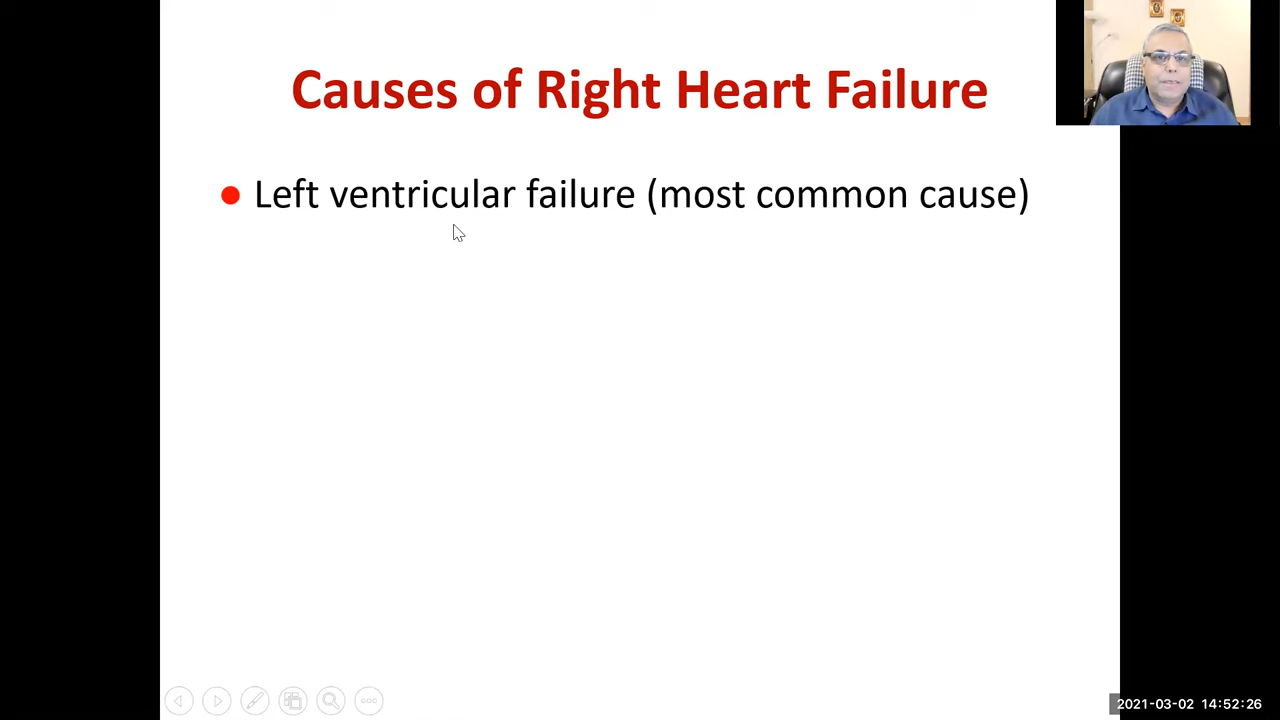 Causes of Right Heart Failure
Left ventricular failure (most common cause)
2021-03-02 14:52:26